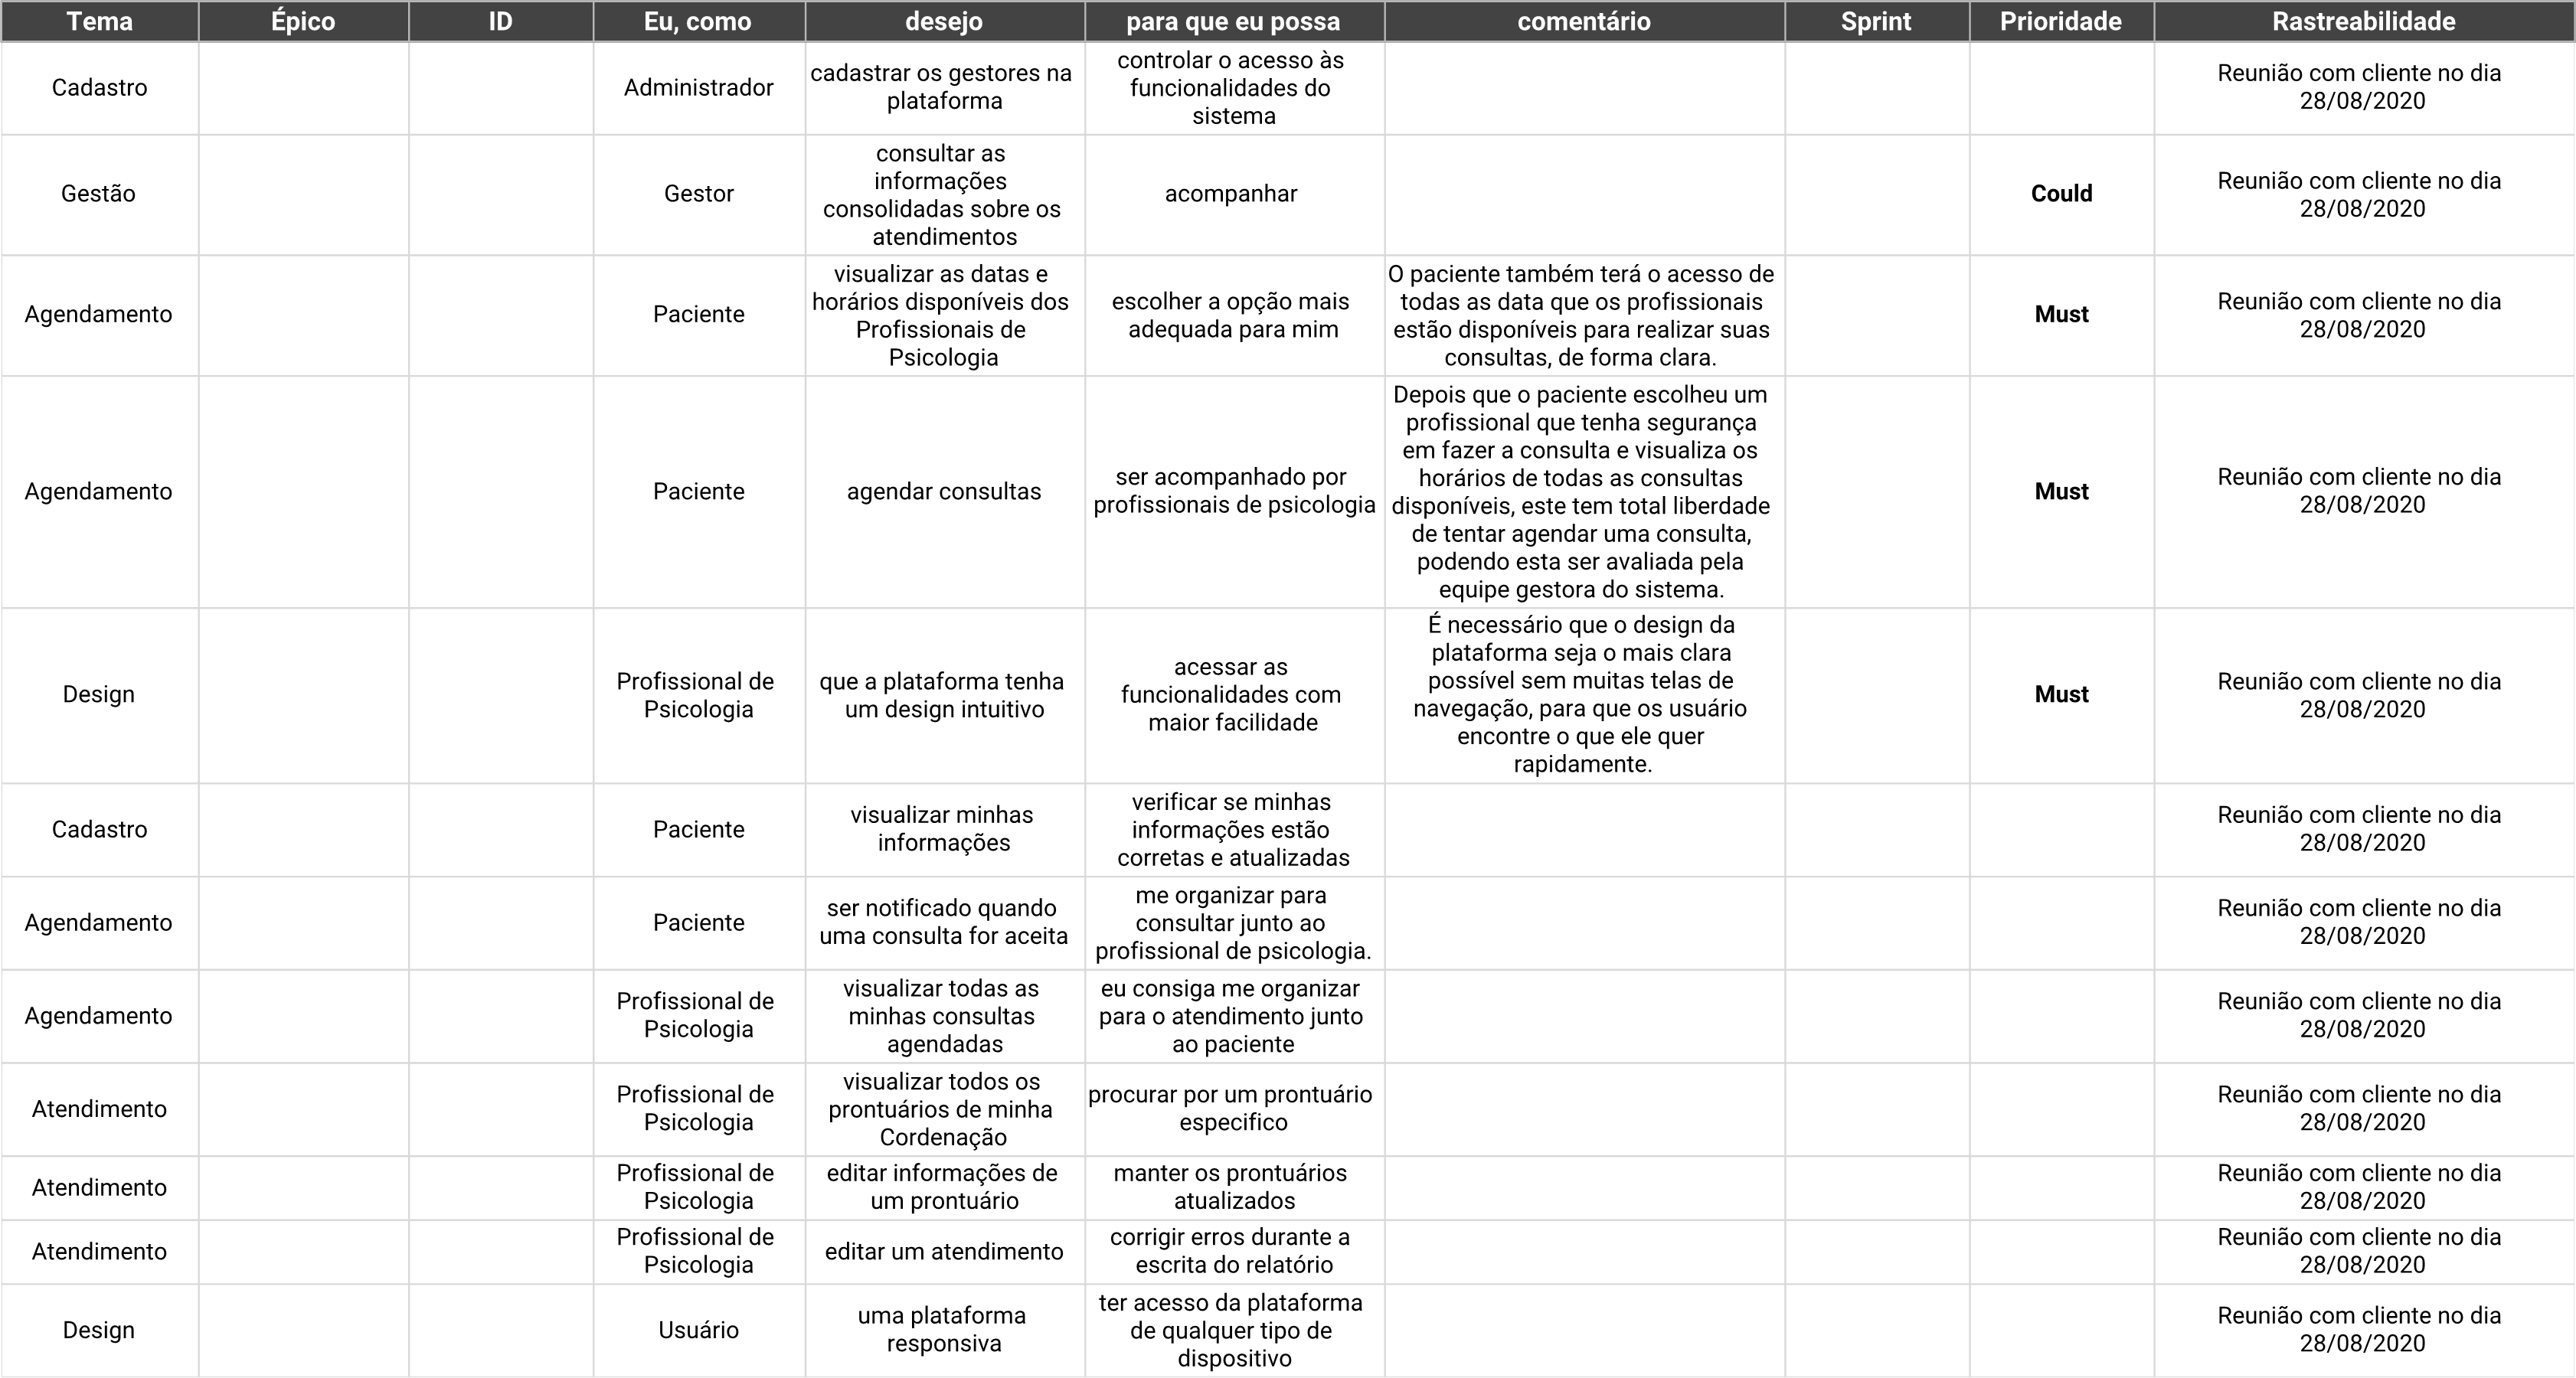 Tema Épico ID Eu, como desejo para que eu possa comentário Sprint Prioridade Rastreabilidade
Cadastro
Administrador
cadastrar os gestores na
plataforma
controlar o acesso às
funcionalidades do
sistema
Reunião com cliente no dia
28/08/2020
Gestão
Gestor
consultar as
informações
consolidadas sobre os
atendimentos
acompanhar
Could
Reunião com cliente no dia
28/08/2020
Agendamento
Paciente
visualizar as datas e
horários disponíveis dos
Profissionais de
Psicologia
escolher a opção mais
adequada para mim
O paciente também terá o acesso de
todas as data que os profissionais
estão disponíveis para realizar suas
consultas, de forma clara.
Must
Reunião com cliente no dia
28/08/2020
Agendamento
Paciente
agendar consultas
ser acompanhado por
profissionais de psicologia
Depois que o paciente escolheu um
profissional que tenha segurança
em fazer a consulta e visualiza os
horários de todas as consultas
disponíveis, este tem total liberdade
de tentar agendar uma consulta,
podendo esta ser avaliada pela
equipe gestora do sistema.
Must
Reunião com cliente no dia
28/08/2020
Design
Profissional de
Psicologia
que a plataforma tenha
um design intuitivo
acessar as
funcionalidades com
maior facilidade
É necessário que o design da
plataforma seja o mais clara
possível sem muitas telas de
navegação, para que os usuário
encontre o que ele quer
rapidamente.
Must
Reunião com cliente no dia
28/08/2020
Cadastro
Paciente
visualizar minhas
informações
verificar se minhas
informações estão
corretas e atualizadas
Reunião com cliente no dia
28/08/2020
Agendamento
Paciente
ser notificado quando
uma consulta for aceita
me organizar para
consultar junto ao
profissional de psicologia.
Reunião com cliente no dia
28/08/2020
Agendamento
Profissional de
Psicologia
visualizar todas as
minhas consultas
agendadas
eu consiga me organizar
para o atendimento junto
ao paciente
Reunião com cliente no dia
28/08/2020
Atendimento
Profissional de
Psicologia
visualizar todos os
prontuários de minha
Cordenação
procurar por um prontuário
especifico
Reunião com cliente no dia
28/08/2020
Atendimento
Profissional de
Psicologia
editar informações de
um prontuário
manter os prontuários
atualizados
Reunião com cliente no dia
28/08/2020
Atendimento
Profissional de
Psicologia
editar um atendimento
corrigir erros durante a
escrita do relatório
Reunião com cliente no dia
28/08/2020
Design
Usuário
uma plataforma
responsiva
ter acesso da plataforma
de qualquer tipo de
dispositivo
Reunião com cliente no dia
28/08/2020